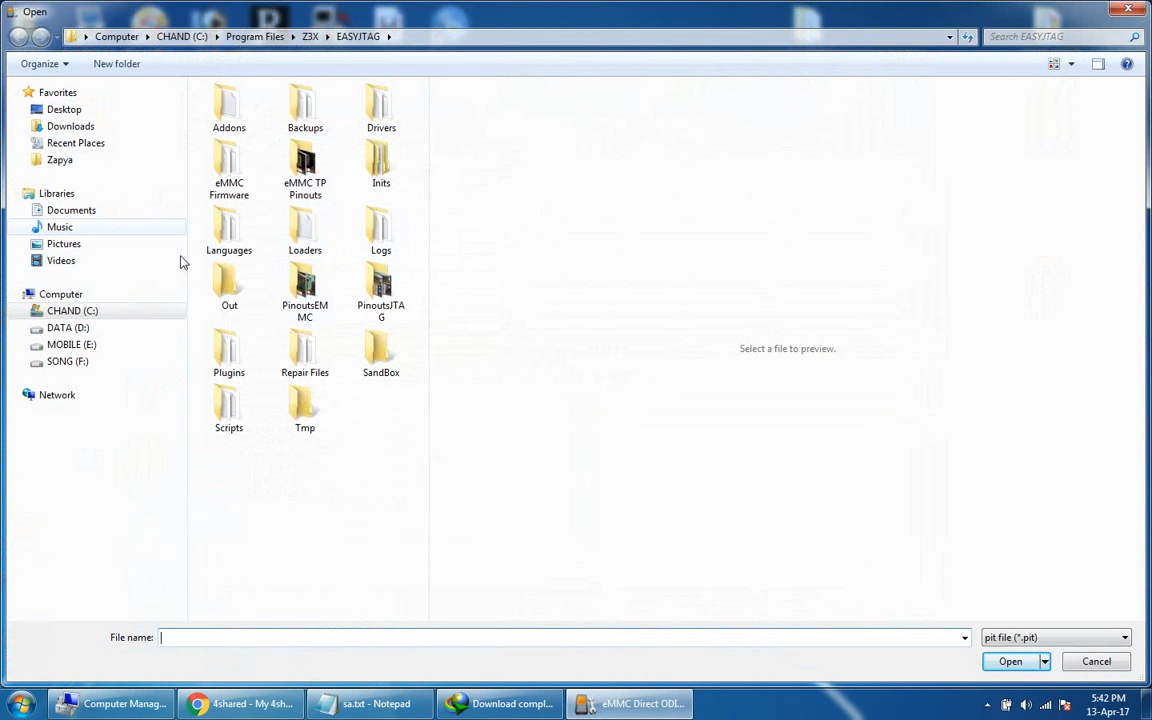 Open
Computer CHAND (C:) Program Files Z3X EASYJTAG
Search EASYJTAG
Organize New folder
Favorites
Desktop
Downloads
Recent Places
Zapya
Libraries
Documents
Music
Pictures
Videos
Computer
CHAND (C:)
DATA (D:)
MOBILE (E:)
SONG (F:)
Network
Addons Backups Drivers
eMMC Firmware
eMMC TP Pinouts
Inits
Languages Loaders Logs
Out
PinoutsEMMC
PinoutsJTAG
Plugins Repair Files SandBox
Scripts Tmp
Select a file to preview.
File name:
pit file (*.pit)
Open Cancel
Computer Manag...
4shared - My 4sh...
sa.txt - Notepad
Download compl...
eMMC Direct ODI...
5:42 PM
13-Apr-17